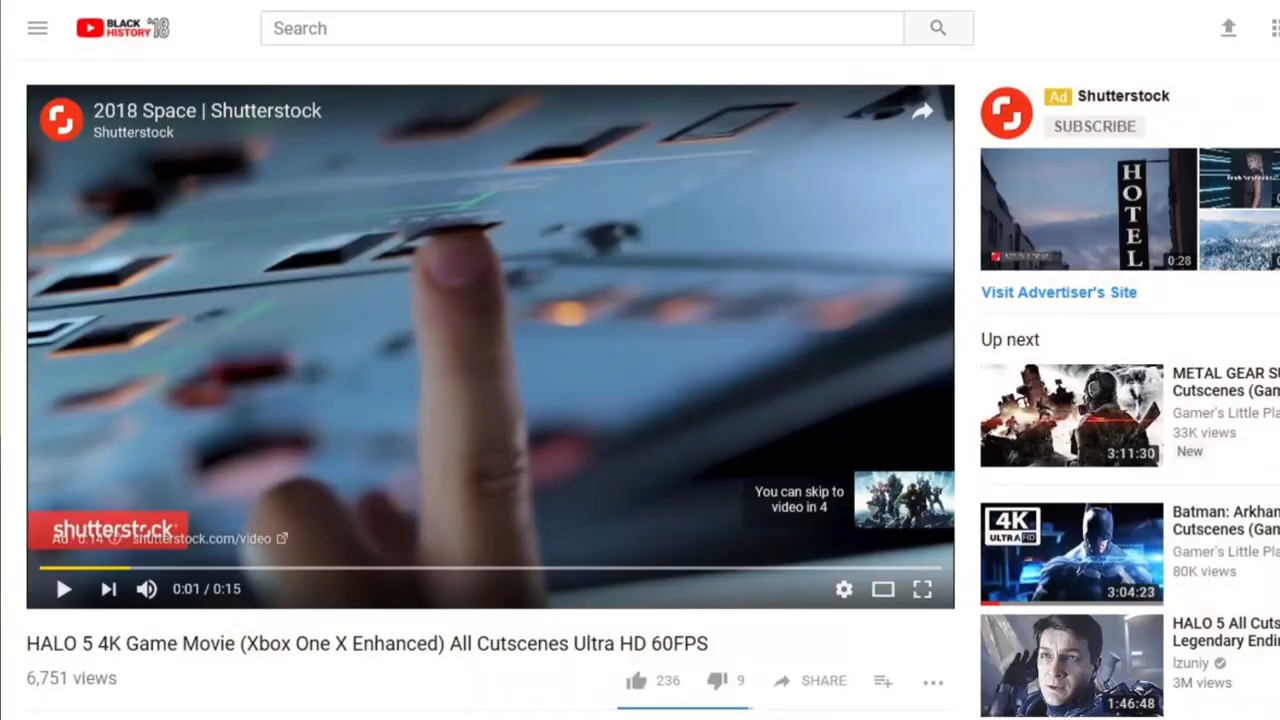 BLACK
HISTORY '18
Search
2018 Space | Shutterstock
Shutterstock
You can skip to
video in 4
shutterstock
Ad · 0:14 shutterstock.com/video
0:01 / 0:15
HALO 5 4K Game Movie (Xbox One X Enhanced) All Cutscenes Ultra HD 60FPS
6,751 views
236
9
SHARE
Ad Shutterstock
SUBSCRIBE
HOTEL
0:28
Visit Advertiser's Site
Up next
METAL GEAR SU
Cutscenes (Gam
Gamer's Little Pla
33K views
New
3:11:30
4K
ULTRA HD
Batman: Arkhan
Cutscenes (Gam
Gamer's Little Pla
80K views
3:04:23
HALO 5 All Cuts
Legendary Endi
Izuniy
3M views
1:46:48